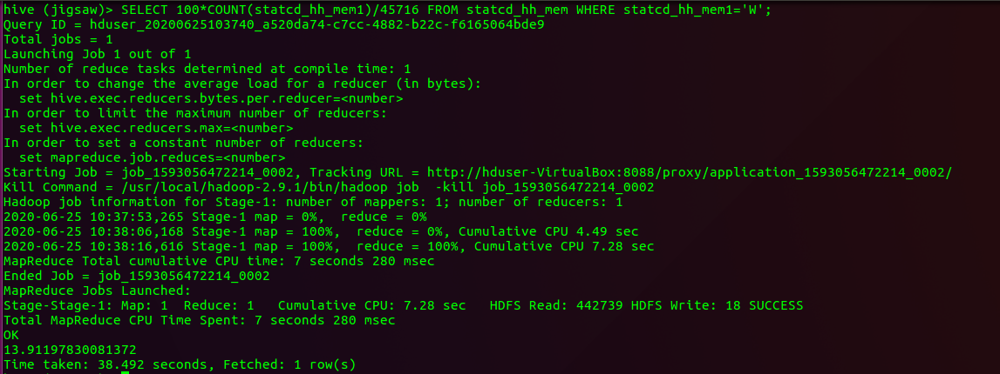 hive (jigsaw)> SELECT 100*COUNT(statcd_hh_mem1)/45716 FROM statcd_hh_mem WHERE statcd_hh_mem1='W';
Query ID = hduser_20200625103740_a520da74-c7cc-4882-b22c-f6165064bde9
Total jobs = 1
Launching Job 1 out of 1
Number of reduce tasks determined at compile time: 1
In order to change the average load for a reducer (in bytes):
  set hive.exec.reducers.bytes.per.reducer=<number>
In order to limit the maximum number of reducers:
  set hive.exec.reducers.max=<number>
In order to set a constant number of reducers:
  set mapreduce.job.reduces=<number>
Starting Job = job_1593056472214_0002, Tracking URL = http://hduser-VirtualBox:8088/proxy/application_1593056472214_0002/
Kill Command = /usr/local/hadoop-2.9.1/bin/hadoop job  -kill job_1593056472214_0002
Hadoop job information for Stage-1: number of mappers: 1; number of reducers: 1
2020-06-25 10:37:53,265 Stage-1 map = 0%,  reduce = 0%
2020-06-25 10:38:06,168 Stage-1 map = 100%,  reduce = 0%, Cumulative CPU 4.49 sec
2020-06-25 10:38:16,616 Stage-1 map = 100%,  reduce = 100%, Cumulative CPU 7.28 sec
MapReduce Total cumulative CPU time: 7 seconds 280 msec
Ended Job = job_1593056472214_0002
MapReduce Jobs Launched:
Stage-Stage-1: Map: 1  Reduce: 1   Cumulative CPU: 7.28 sec   HDFS Read: 442739 HDFS Write: 18 SUCCESS
Total MapReduce CPU Time Spent: 7 seconds 280 msec
OK
13.91197830081372
Time taken: 38.492 seconds, Fetched: 1 row(s)